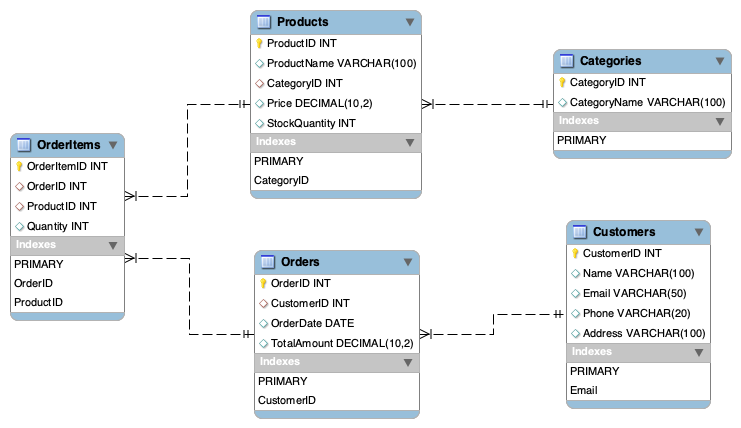 Products
ProductID INT
ProductName VARCHAR(100)
CategoryID INT
Price DECIMAL(10,2)
StockQuantity INT
Indexes
PRIMARY
CategoryID
Categories
CategoryID INT
CategoryName VARCHAR(100)
Indexes
PRIMARY
OrderItems
OrderItemID INT
OrderID INT
ProductID INT
Quantity INT
Indexes
PRIMARY
OrderID
ProductID
Orders
OrderID INT
CustomerID INT
OrderDate DATE
TotalAmount DECIMAL(10,2)
Indexes
PRIMARY
CustomerID
Customers
CustomerID INT
Name VARCHAR(100)
Email VARCHAR(50)
Phone VARCHAR(20)
Address VARCHAR(100)
Indexes
PRIMARY
Email